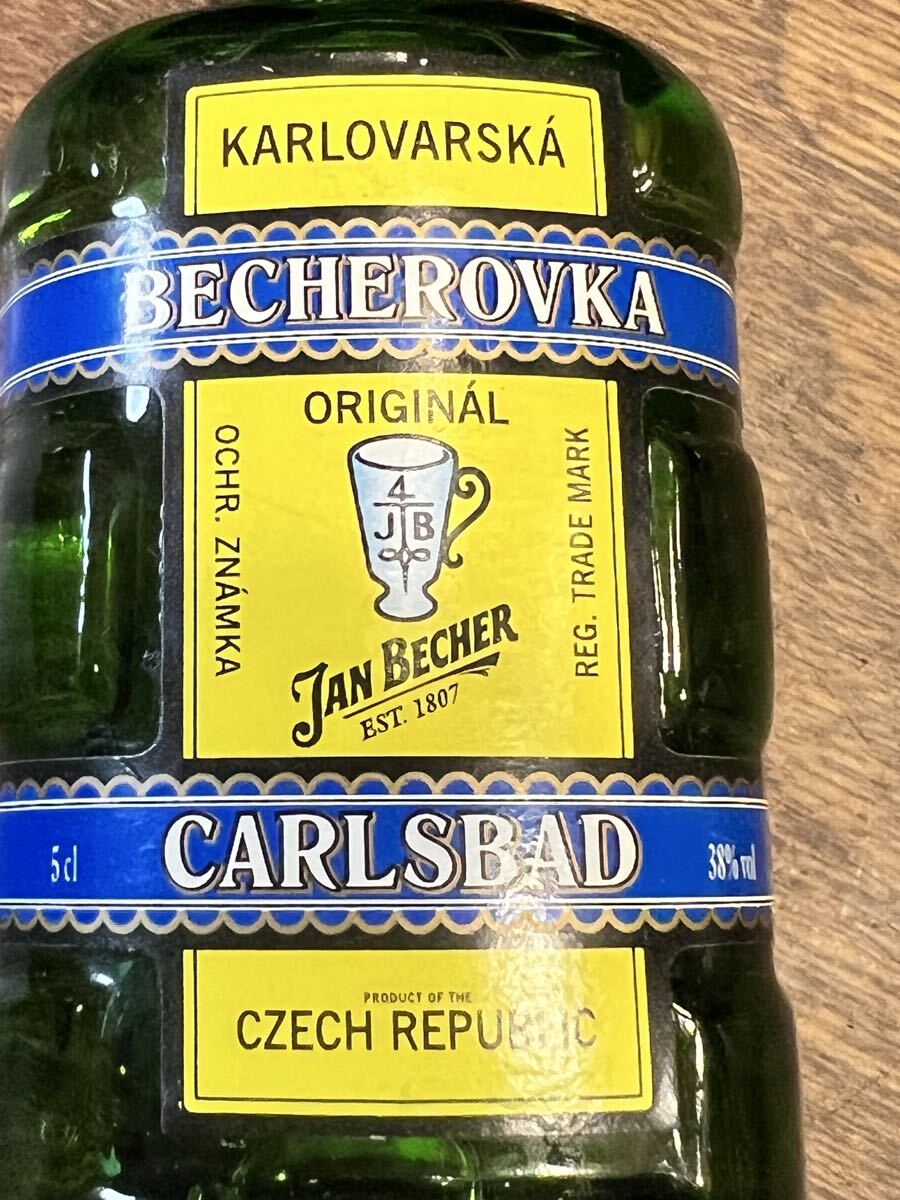 KARLOVARSKÁ
BECHEROVKA
ORIGINÁL
OCHR. ZNÁMKA
4
JB
REG. TRADE MARK
JAN BECHER
EST. 1807
5 cl
CARLSBAD
38% vol
PRODUCT OF THE
CZECH REPUBLIC